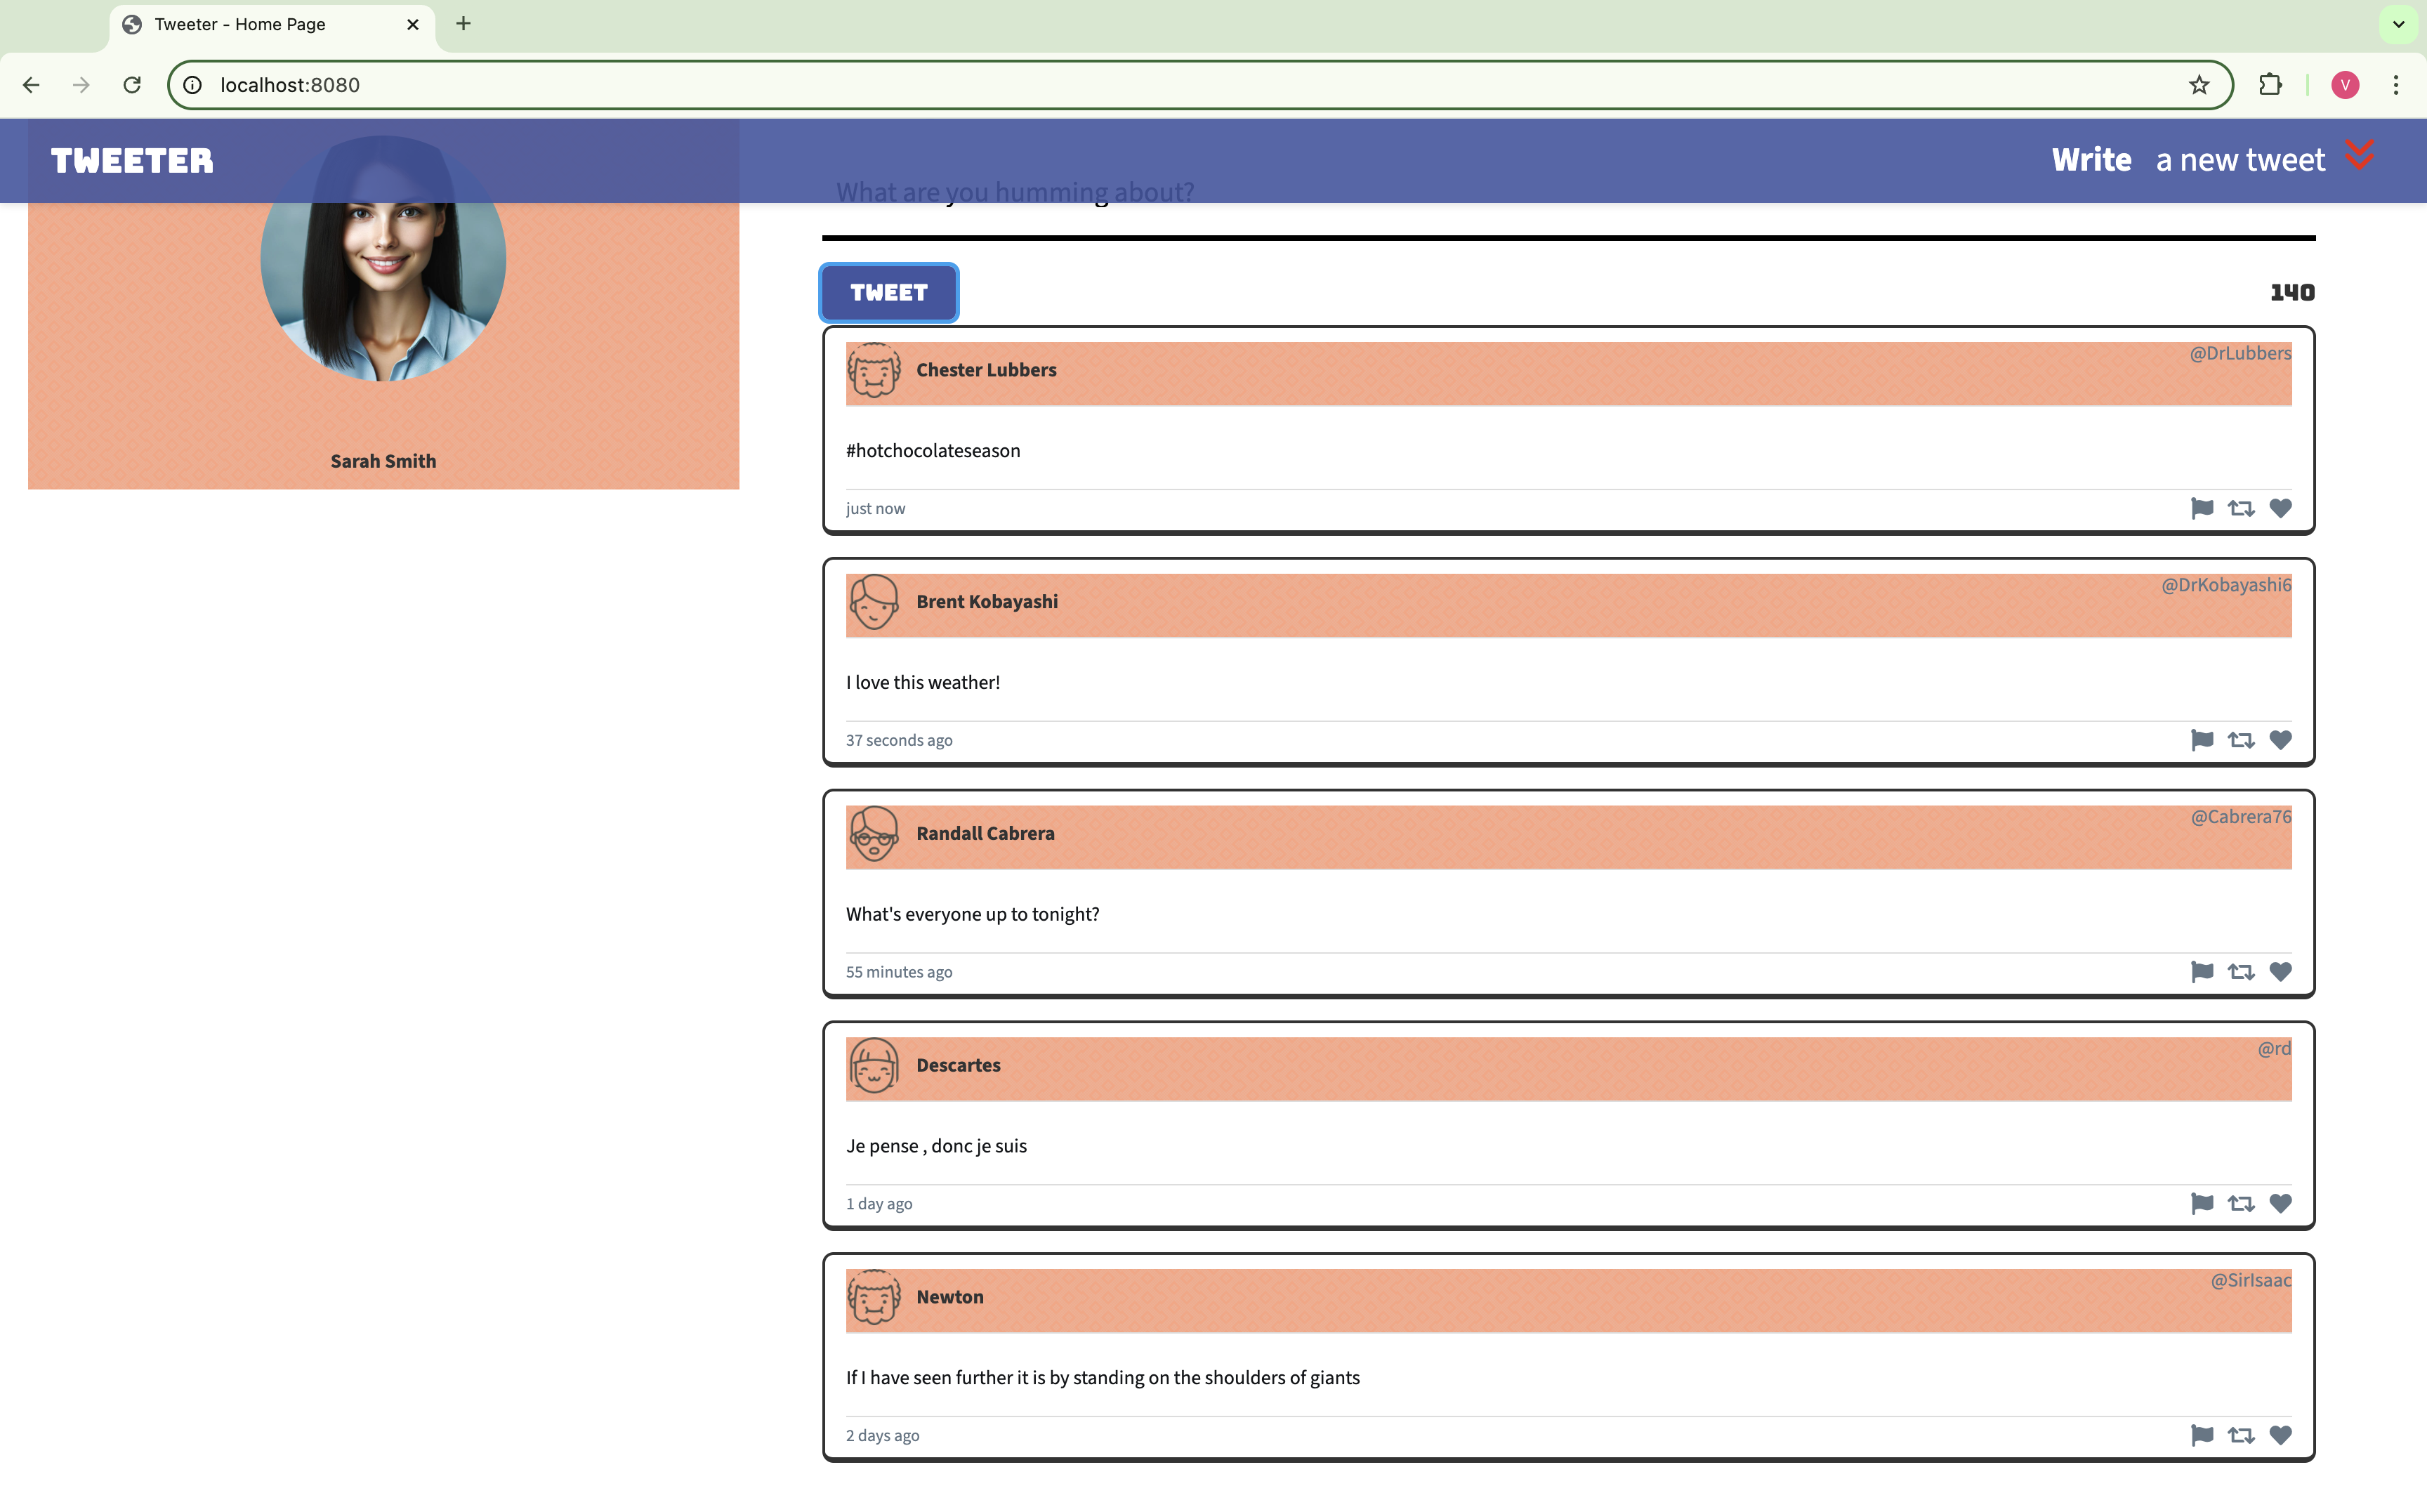 Tweeter - Home Page
localhost:8080
V
TWEETER
Write a new tweet
What are you humming about?
TWEET
140
Sarah Smith
Chester Lubbers
@DrLubbers
#hotchocolateseason
just now
Brent Kobayashi
@DrKobayashi6
I love this weather!
37 seconds ago
Randall Cabrera
@Cabrera76
What's everyone up to tonight?
55 minutes ago
Descartes
@rd
Je pense , donc je suis
1 day ago
Newton
@SirIsaac
If I have seen further it is by standing on the shoulders of giants
2 days ago